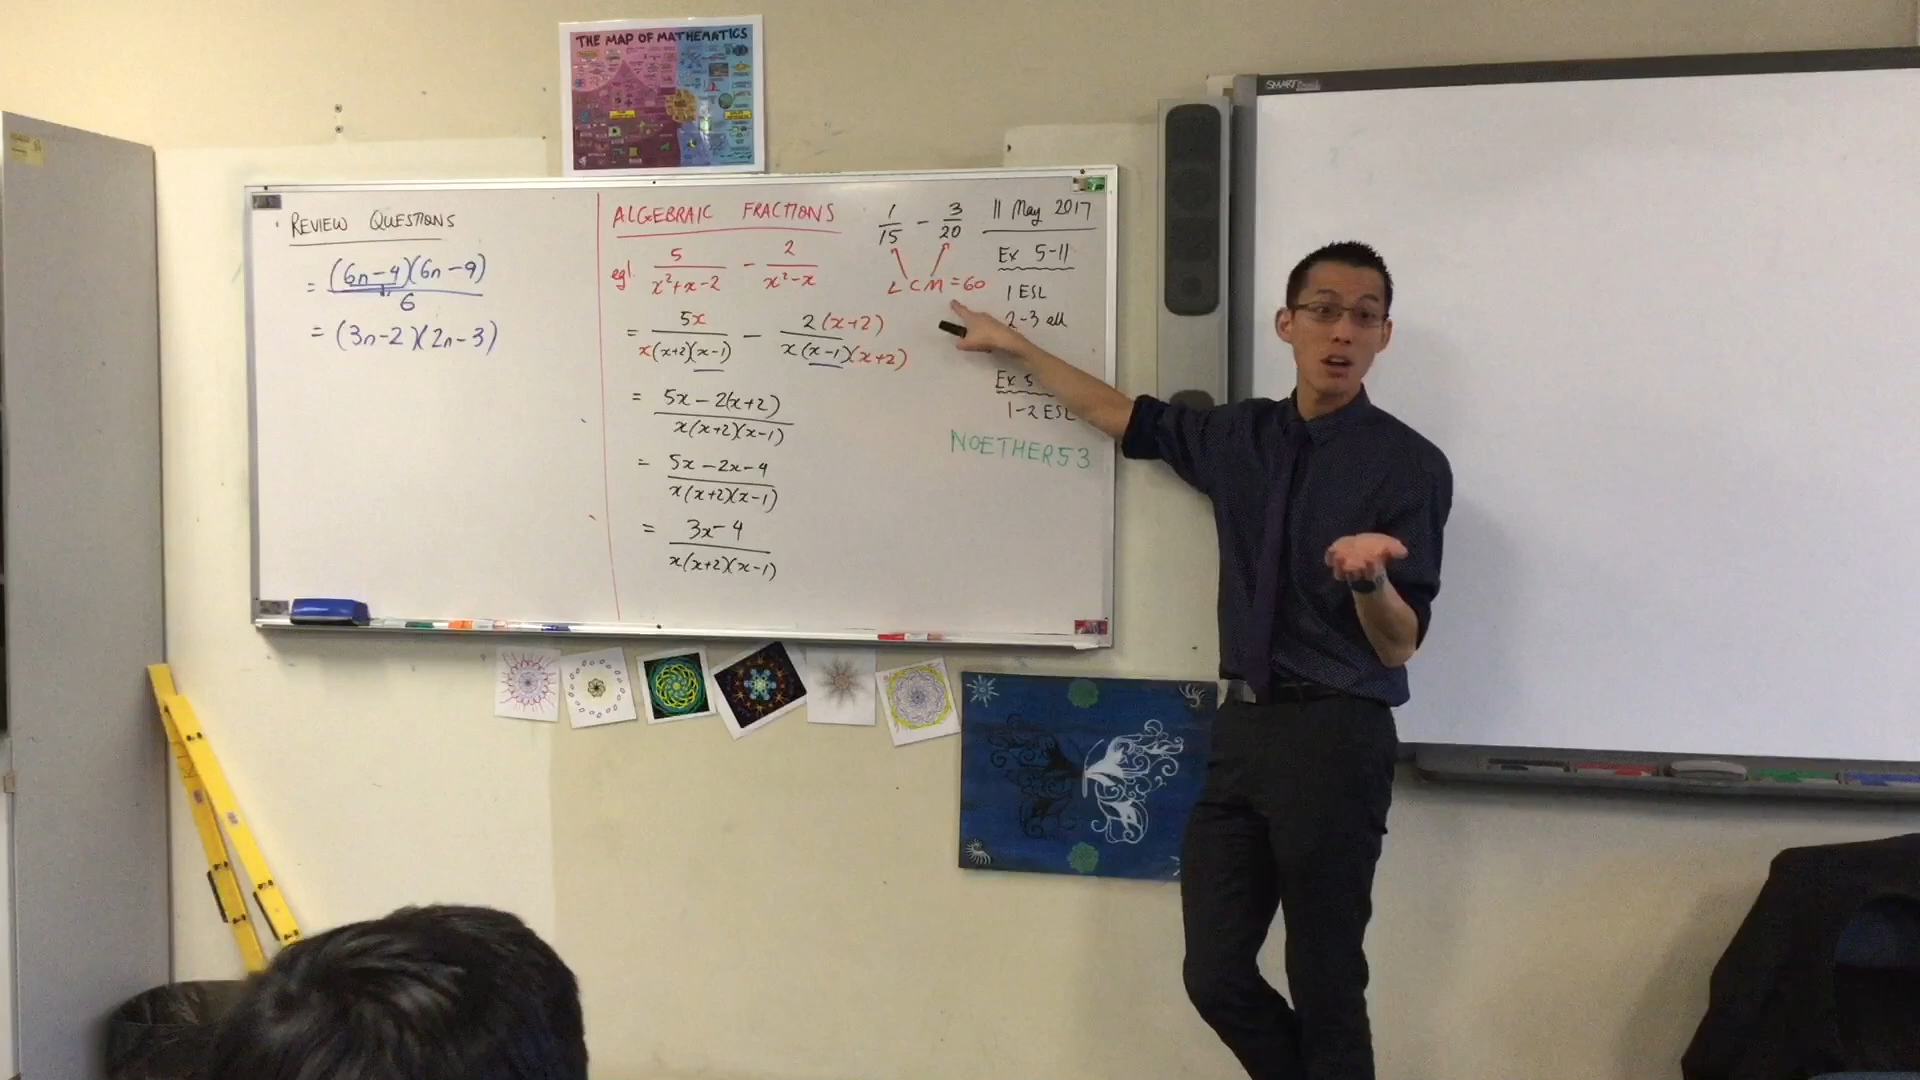 THE MAP OF MATHEMATICS
REVIEW QUESTIONS
= (6n-4)(6n-9) / 6
= (3n-2)(2n-3)
ALGEBRAIC FRACTIONS
eg1. 5 / x²+x-2 - 2 / x²-x
= 5x / x(x+2)(x-1) - 2(x+2) / x(x-1)(x+2)
= 5x-2(x+2) / x(x+2)(x-1)
= 5x-2x-4 / x(x+2)(x-1)
= 3x-4 / x(x+2)(x-1)
1/15 - 3/20
LCM=60
11 May 2017
Ex 5-11
1 ESL
2-3 all
Ex 5
1-2 ESL
NOETHER53
SMART